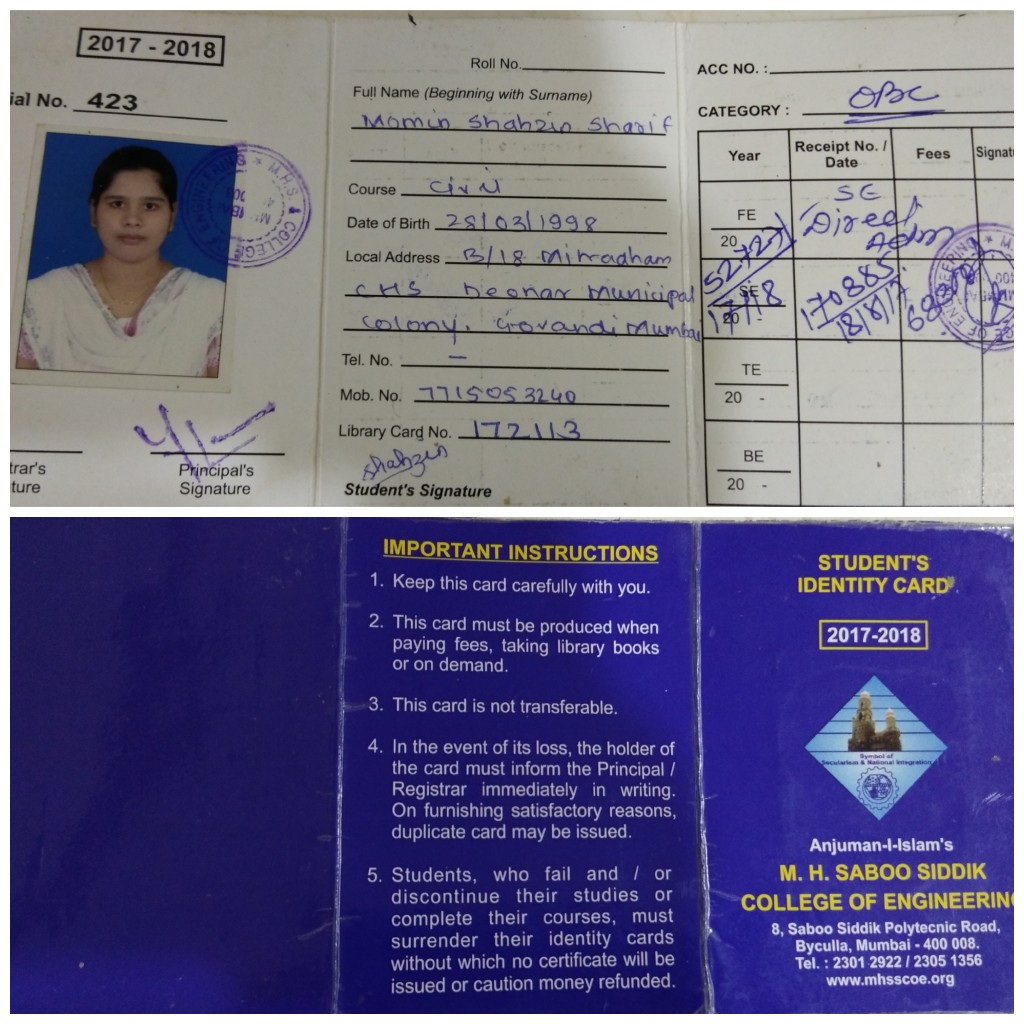 2017 - 2018
ial No. 423
trar's
ture
Principal's
Signature
Roll No.
Full Name (Beginning with Surname)
Momin Shahzin Sharif
Course Civil
Date of Birth 28/03/1998
Local Address B/18 Mitradham
CHS Deonar Municipal
Colony, Govandi Mumbai
Tel. No. –
Mob. No. 7715053240
Library Card No. 172113
Shahzin
Student's Signature
ACC NO. :
CATEGORY : OBC
Year Receipt No. / Date Fees Signatu
FE
20
SE
Direct
Admn
SE
20 -
52727
17/7/18
170885
18/8/17
TE
20 -
BE
20 -
IMPORTANT INSTRUCTIONS
1. Keep this card carefully with you.
2. This card must be produced when
paying fees, taking library books
or on demand.
3. This card is not transferable.
4. In the event of its loss, the holder of
the card must inform the Principal /
Registrar immediately in writing.
On furnishing satisfactory reasons,
duplicate card may be issued.
5. Students, who fail and / or
discontinue their studies or
complete their courses, must
surrender their identity cards
without which no certificate will be
issued or caution money refunded.
STUDENT'S
IDENTITY CARD
2017-2018
Symbol of
Secularism & National Integration
Anjuman-I-Islam's
M. H. SABOO SIDDIK
COLLEGE OF ENGINEERING
8, Saboo Siddik Polytecnic Road,
Byculla, Mumbai - 400 008.
Tel. : 2301 2922 / 2305 1356
www.mhsscoe.org